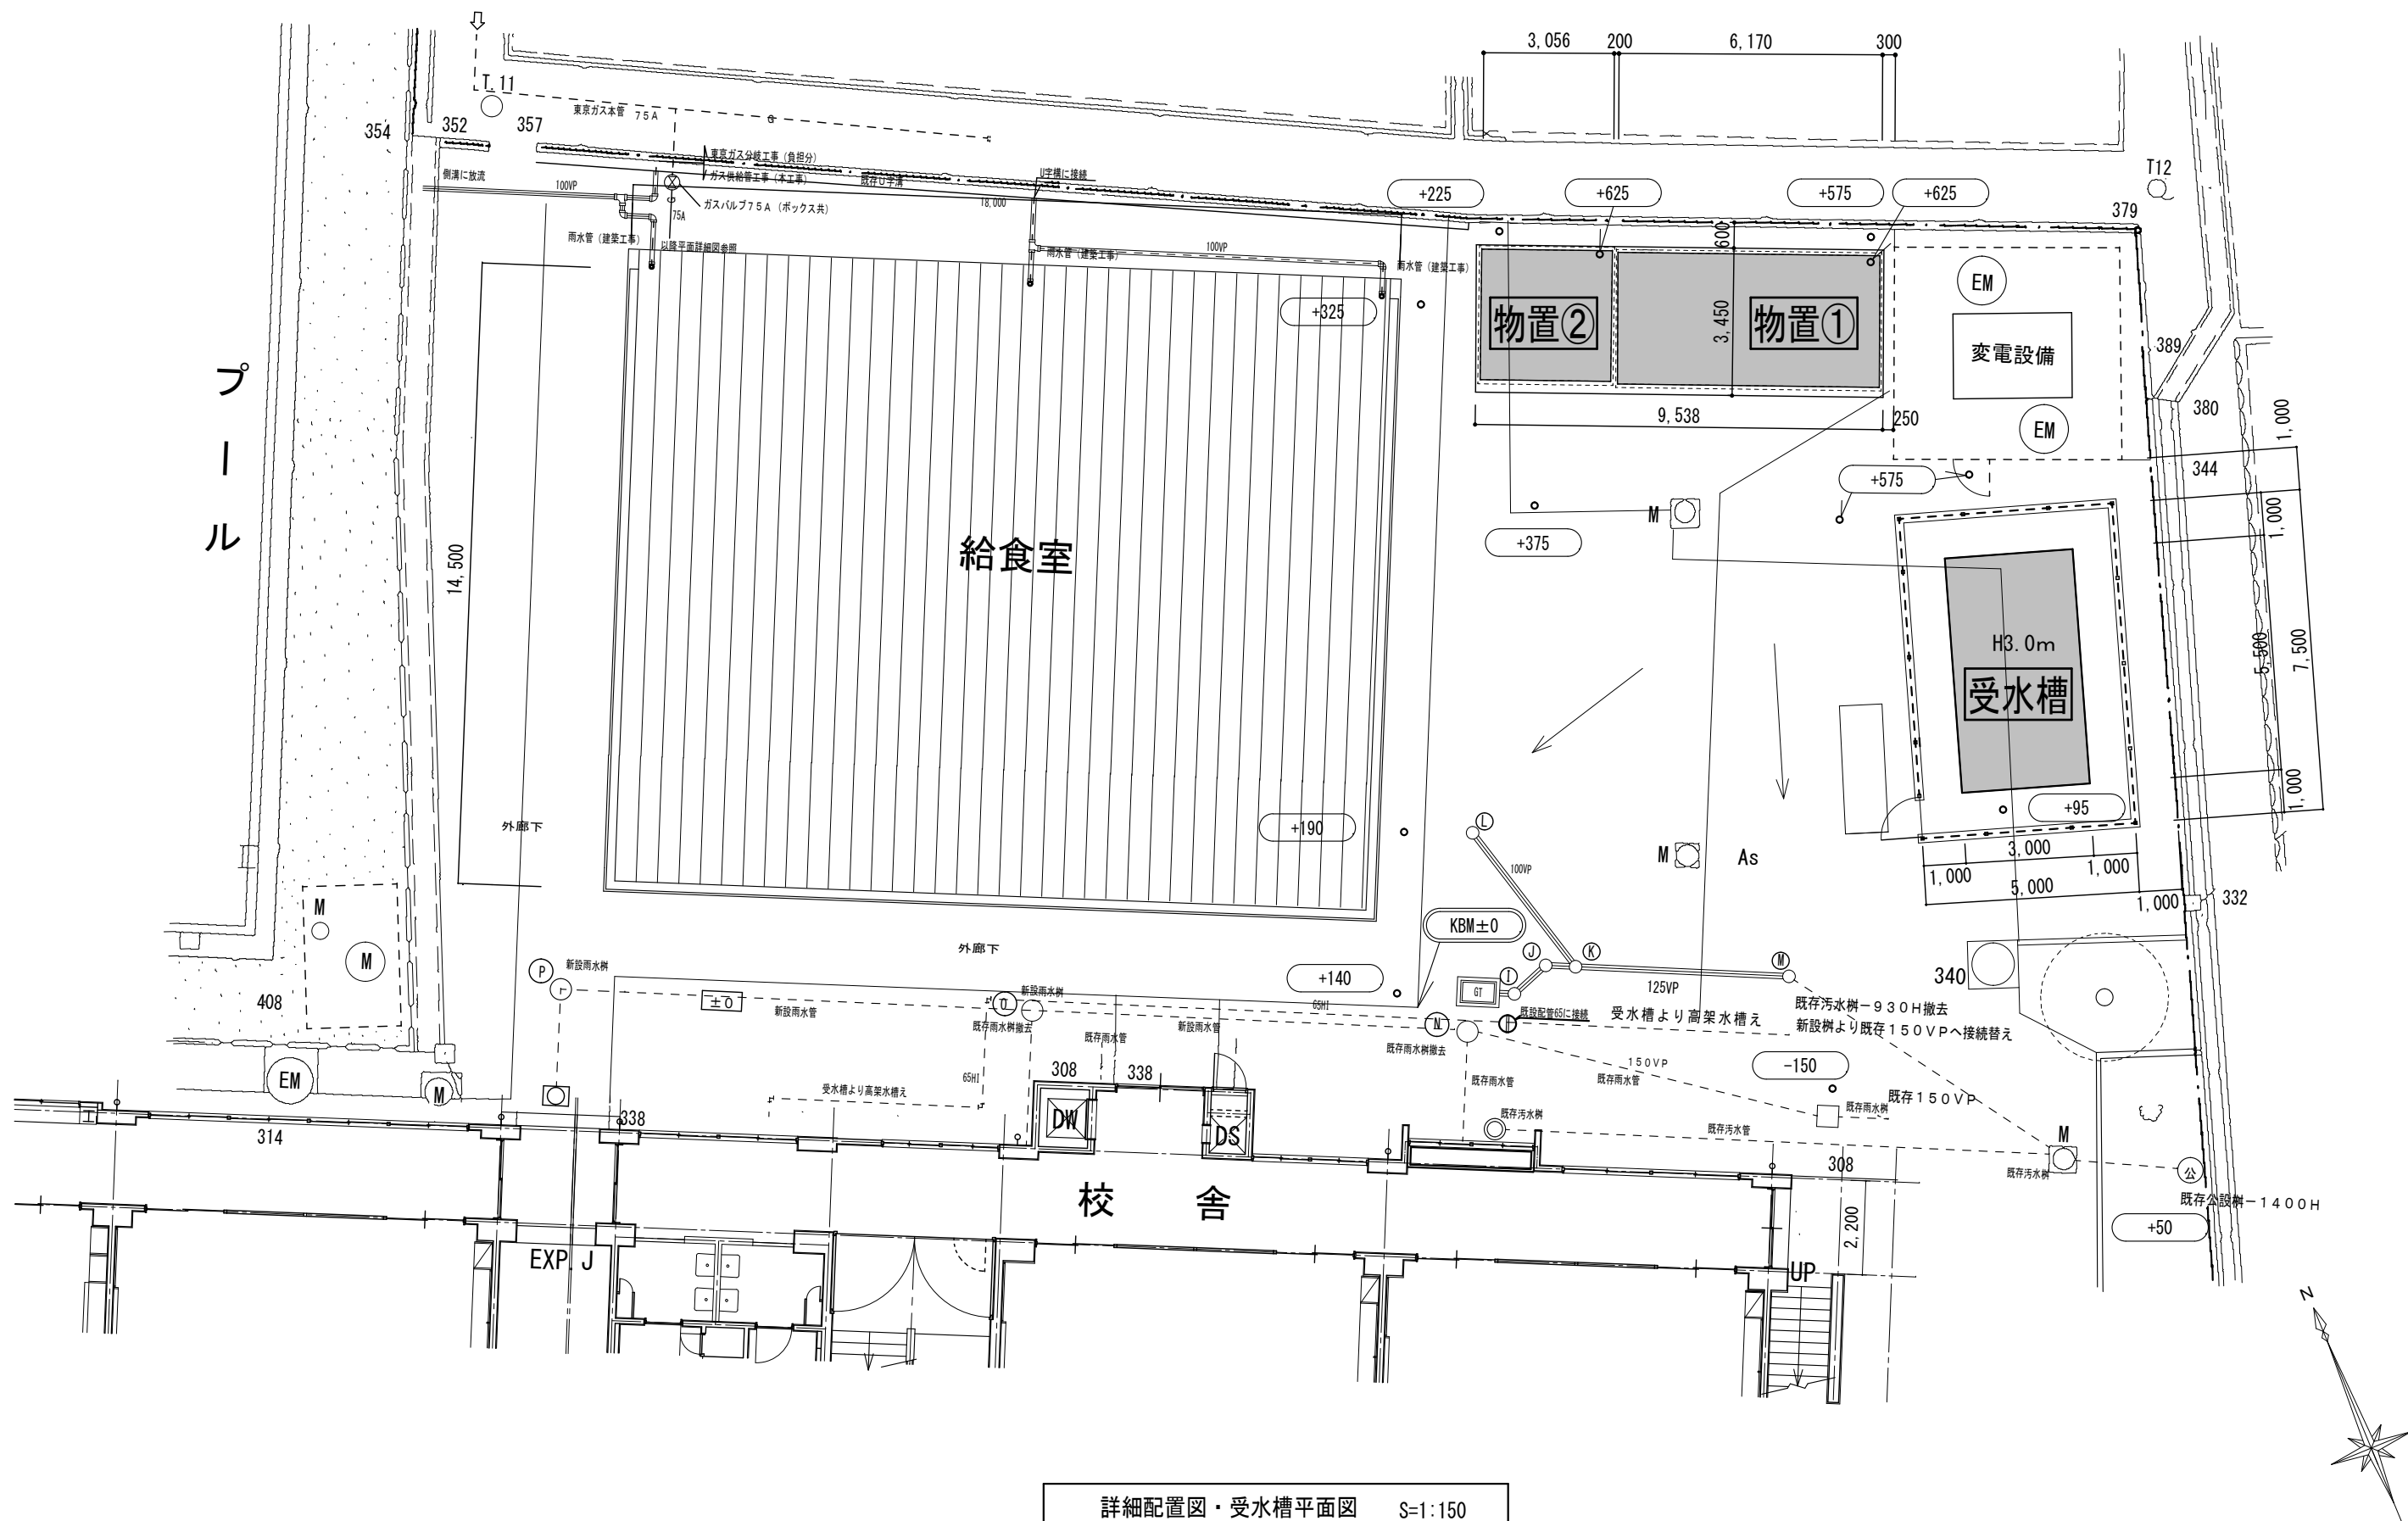 3,056 200 6,170 300
T.11
東京ガス本管 75A
G
354 352 357
T12
東京ガス分岐工事（負担分）
ガス供給管工事（本工事）
既存U字溝
U字構に接続
側溝に放流
100VP
ガスバルブ75A（ボックス共）
G
75A
18,000
+225
+625
+575
+625
379
雨水管（建築工事）
以降平面詳細図参照
雨水管（建築工事）
100VP
雨水管（建築工事）
600
EM
+325
物置②
3,450
物置①
変電設備
389
プール
380
1,000
9,538
250
EM
344
+575
14,500
給食室
M
+375
1,000
H3.0m
受水槽
5,500
7,500
外廊下
+190
L
+95
1,000
M
As
100VP
3,000
1,000
1,000
5,000
1,000
332
M
M
408
KBM±0
外廊下
P
新設雨水桝
+140
J
K
M
I
GT
125VP
340
±0
新設雨水管
新設雨水桝
65HI
既存雨水桝撤去
既存雨水管
新設雨水管
N
既設配管65に接続
受水槽より高架水槽え
既存汚水桝－930H撤去
新設桝より既存150VPへ接続替え
既存雨水桝撤去
150VP
-150
EM
M
受水槽より高架水槽え
65HI
308
338
既存雨水管
既存雨水管
既存150VP
338
314
DW
DS
既存汚水桝
既存雨水桝
既存汚水管
M
308
既存汚水桝
公
既存公設桝－1400H
校 舎
2,200
+50
EXP.J
UP
N
詳細配置図・受水槽平面図 S=1:150